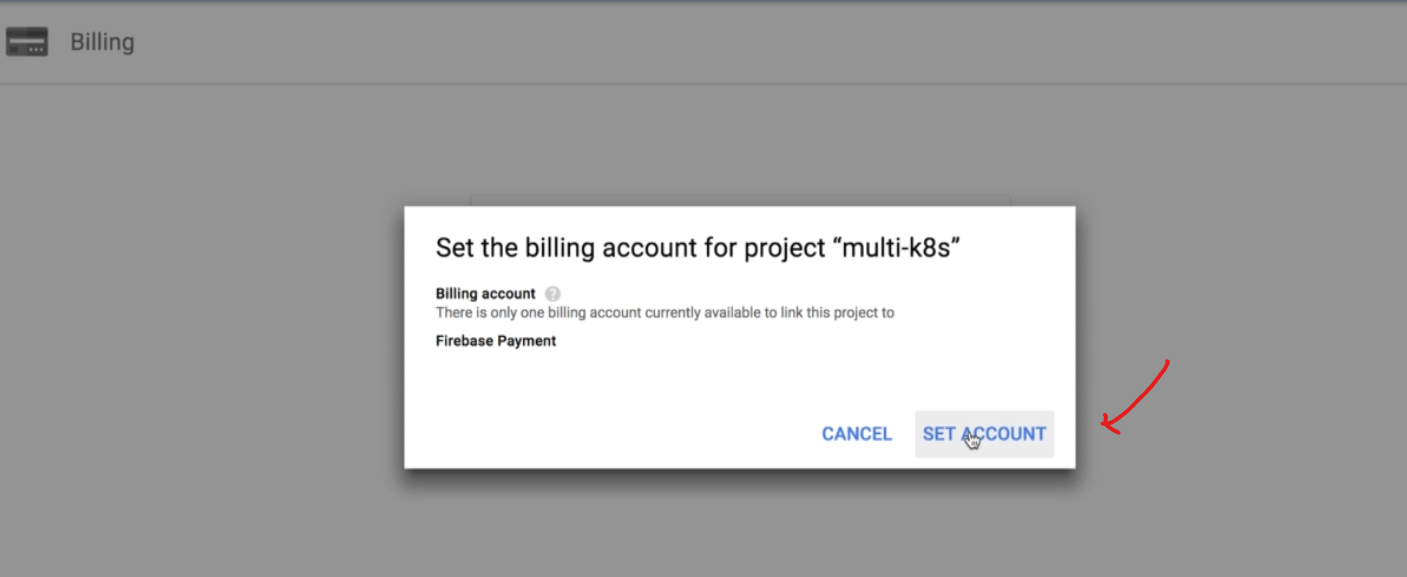 Billing
Set the billing account for project “multi-k8s”
Billing account
There is only one billing account currently available to link this project to
Firebase Payment
CANCEL SET ACCOUNT